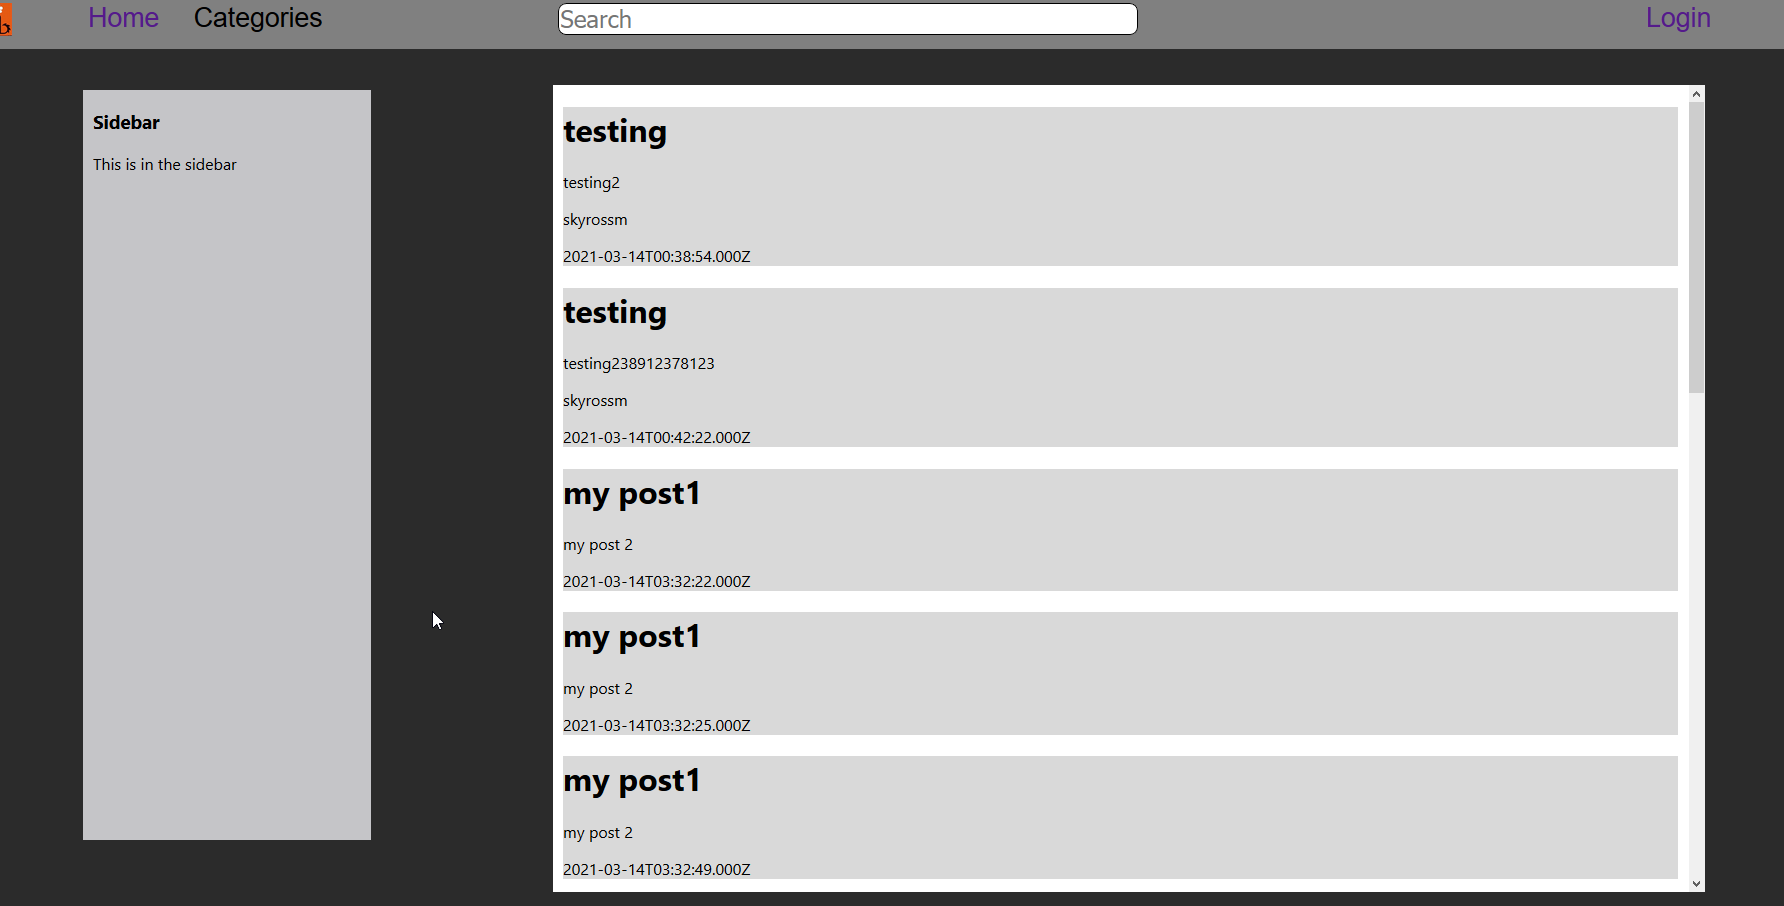 Home Categories Search Login
Sidebar
This is in the sidebar
testing
testing2
skyrossm
2021-03-14T00:38:54.000Z
testing
testing238912378123
skyrossm
2021-03-14T00:42:22.000Z
my post1
my post 2
2021-03-14T03:32:22.000Z
my post1
my post 2
2021-03-14T03:32:25.000Z
my post1
my post 2
2021-03-14T03:32:49.000Z